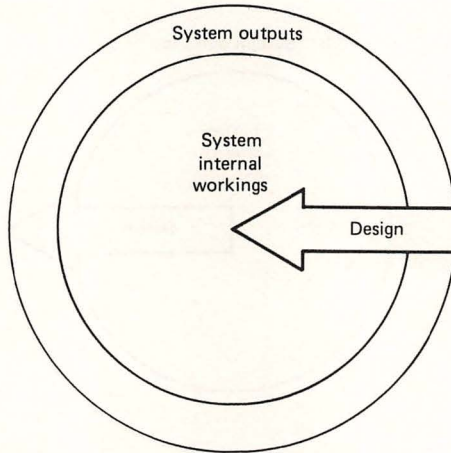 System outputs
System
internal
workings
Design